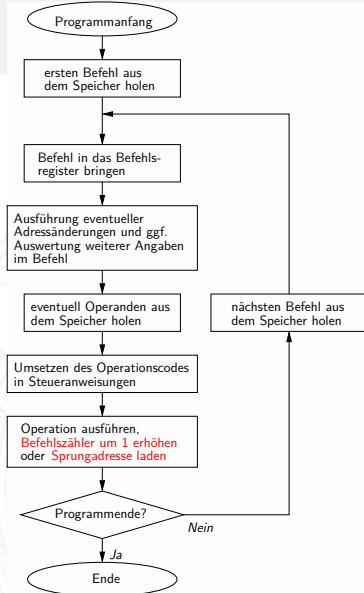 Programmanfang
ersten Befehl aus
dem Speicher holen
Befehl in das Befehls-
register bringen
Ausführung eventueller
Adressänderungen und ggf.
Auswertung weiterer Angaben
im Befehl
eventuell Operanden aus
dem Speicher holen
nächsten Befehl aus
dem Speicher holen
Umsetzen des Operationscodes
in Steueranweisungen
Operation ausführen,
Befehlszähler um 1 erhöhen
oder Sprungadresse laden
Programmende?
Nein
Ja
Ende